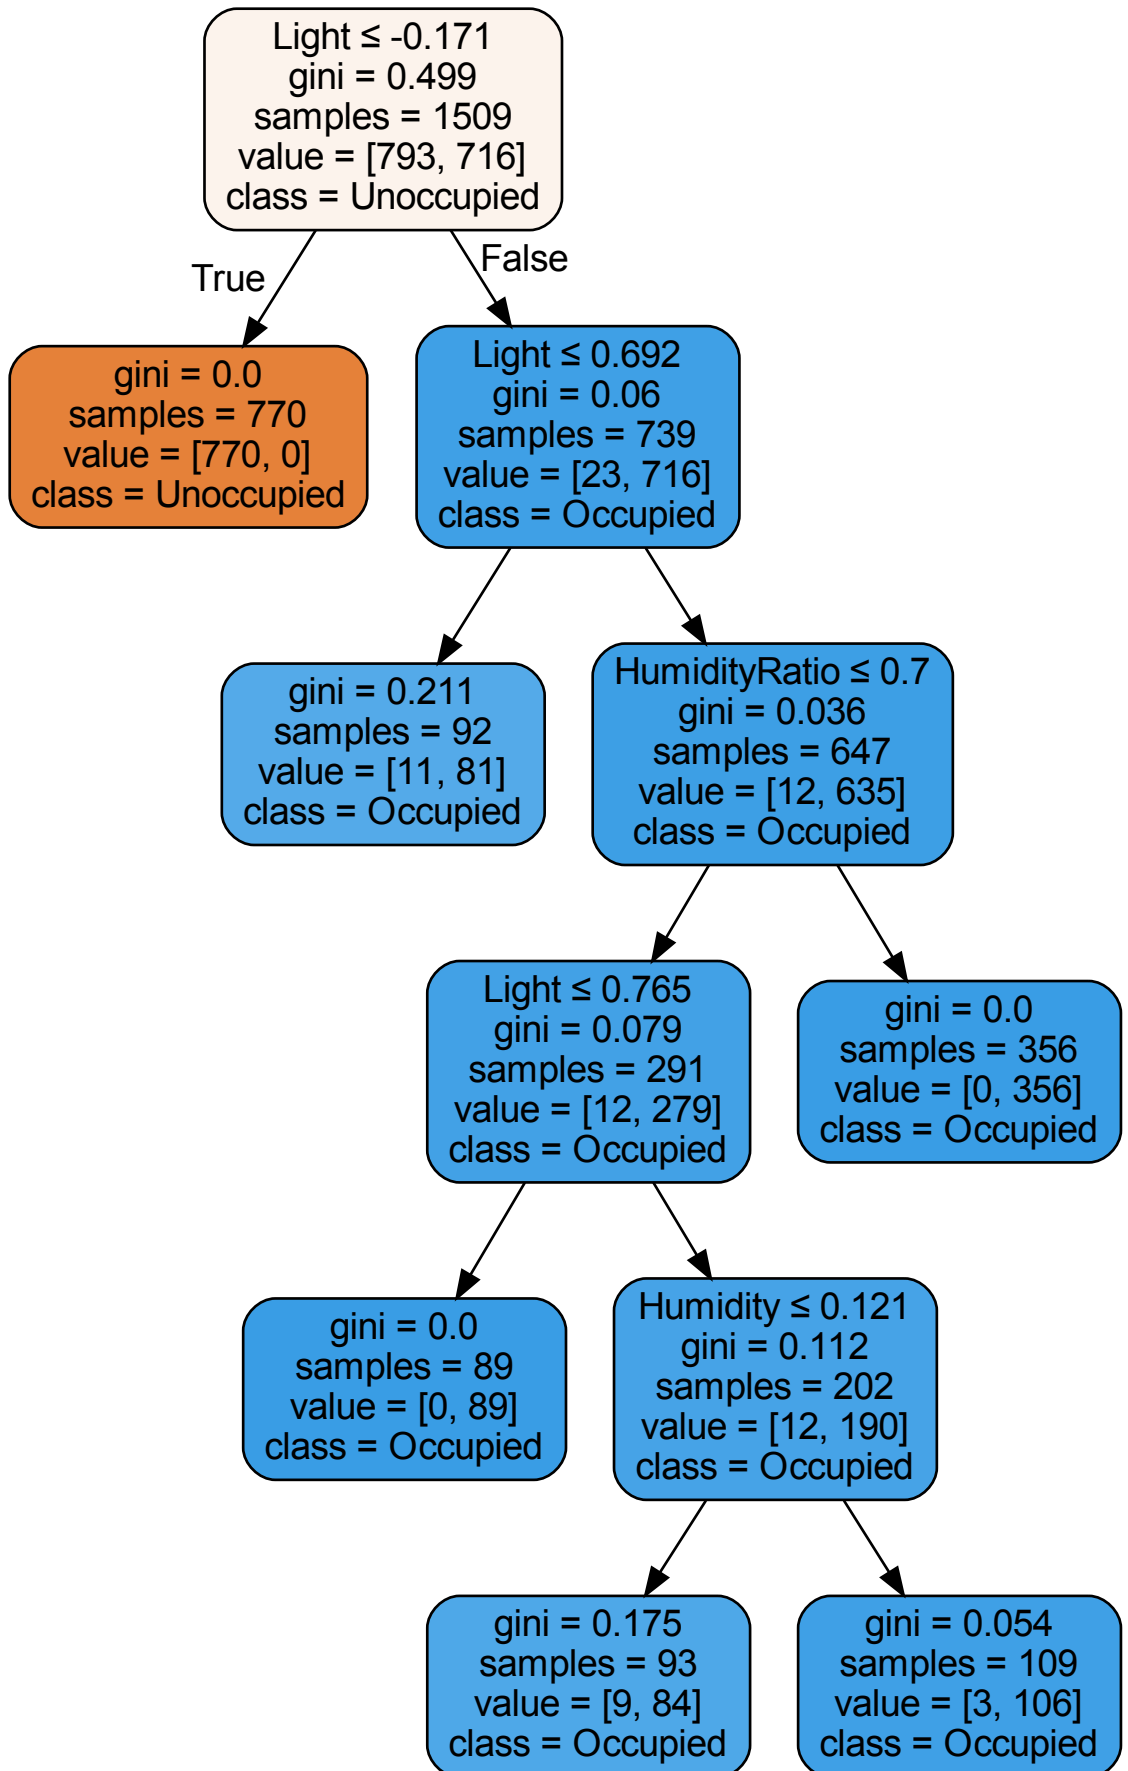 Light ≤ -0.171
gini = 0.499
samples = 1509
value = [793, 716]
class = Unoccupied
True
False
gini = 0.0
samples = 770
value = [770, 0]
class = Unoccupied
Light ≤ 0.692
gini = 0.06
samples = 739
value = [23, 716]
class = Occupied
gini = 0.211
samples = 92
value = [11, 81]
class = Occupied
HumidityRatio ≤ 0.7
gini = 0.036
samples = 647
value = [12, 635]
class = Occupied
Light ≤ 0.765
gini = 0.079
samples = 291
value = [12, 279]
class = Occupied
gini = 0.0
samples = 356
value = [0, 356]
class = Occupied
gini = 0.0
samples = 89
value = [0, 89]
class = Occupied
Humidity ≤ 0.121
gini = 0.112
samples = 202
value = [12, 190]
class = Occupied
gini = 0.175
samples = 93
value = [9, 84]
class = Occupied
gini = 0.054
samples = 109
value = [3, 106]
class = Occupied